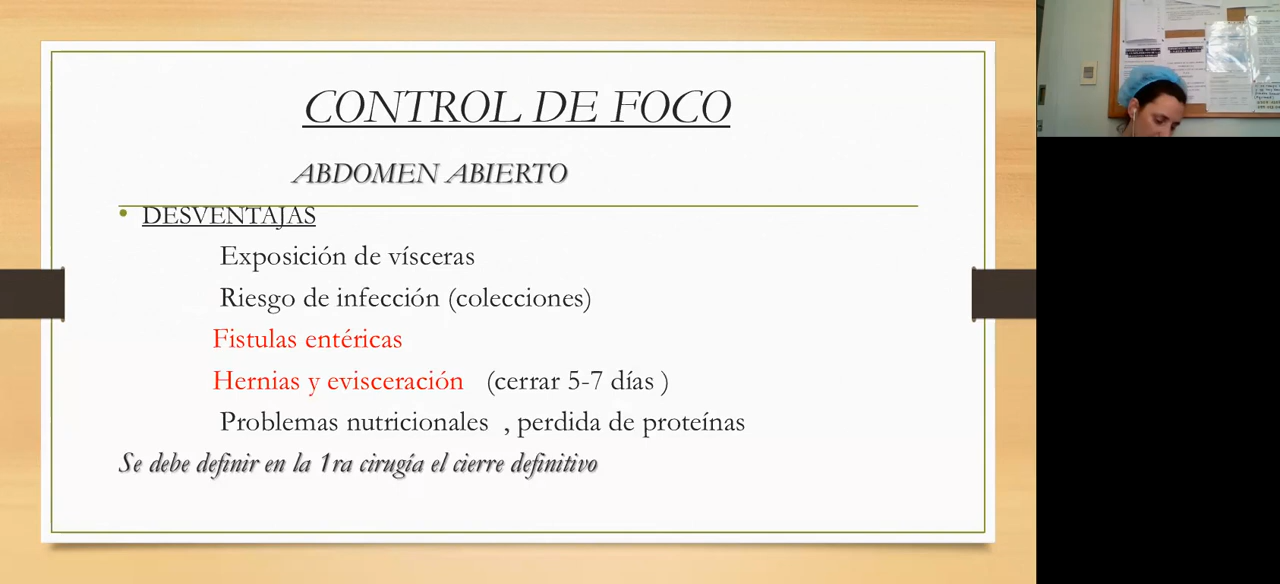 CONTROL DE FOCO
ABDOMEN ABIERTO
• DESVENTAJAS
Exposición de vísceras
Riesgo de infección (colecciones)
Fistulas entéricas
Hernias y evisceración (cerrar 5-7 días )
Problemas nutricionales , perdida de proteínas
Se debe definir en la 1ra cirugía el cierre definitivo